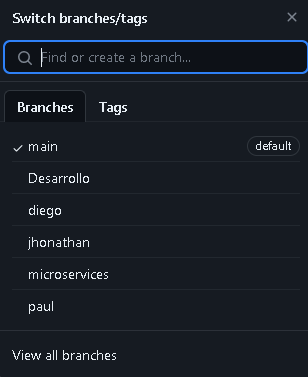 Switch branches/tags
Find or create a branch...
Branches Tags
main default
Desarrollo
diego
jhonathan
microservices
paul
View all branches